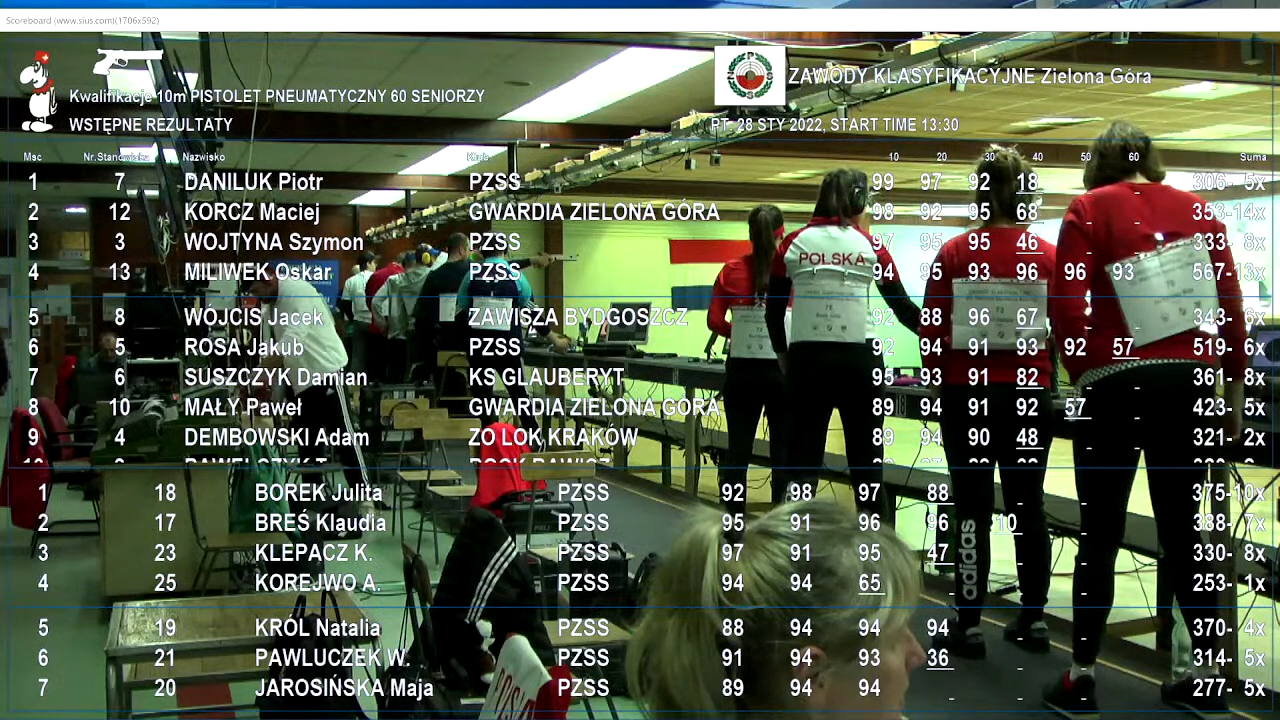 Scoreboard (www.sius.com)(1706x592)
ZAWODY KLASYFIKACYJNE Zielona Góra
Kwalifikacje 10m PISTOLET PNEUMATYCZNY 60 SENIORZY
WSTĘPNE REZULTATY PT. 28 STY 2022, START TIME 13:30
Msc Nr.Stanowiska Nazwisko Klub 10 20 30 40 50 60 Suma
1 7 DANILUK Piotr PZSS 99 97 92 18 _ _ 306- 5x
2 12 KORCZ Maciej GWARDIA ZIELONA GÓRA 98 92 95 68 _ _ 353-14x
3 3 WOJTYNA Szymon PZSS 97 95 95 46 _ _ 333- 8x
4 13 MILIWEK Oskar PZSS 94 95 93 96 96 93 567-13x
5 8 WÓJCIS Jacek ZAWISZA BYDGOSZCZ 92 88 96 67 _ _ 343- 6x
6 5 ROSA Jakub PZSS 92 94 91 93 92 57 519- 6x
7 6 SUSZCZYK Damian KS GLAUBERYT 95 93 91 82 _ _ 361- 8x
8 10 MAŁY Paweł GWARDIA ZIELONA GÓRA 89 94 91 92 57 _ 423- 5x
9 4 DEMBOWSKI Adam ZO LOK KRAKÓW 89 94 90 48 _ _ 321- 2x
1 18 BOREK Julita PZSS 92 98 97 88 _ _ 375-10x
2 17 BREŚ Klaudia PZSS 95 91 96 96 10 _ 388- 7x
3 23 KLEPACZ K. PZSS 97 91 95 47 _ _ 330- 8x
4 25 KOREJWO A. PZSS 94 94 65 _ _ _ 253- 1x
5 19 KRÓL Natalia PZSS 88 94 94 94 _ _ 370- 4x
6 21 PAWLUCZEK W. PZSS 91 94 93 36 _ _ 314- 5x
7 20 JAROSIŃSKA Maja PZSS 89 94 94 _ _ _ 277- 5x
POLSKA
adidas